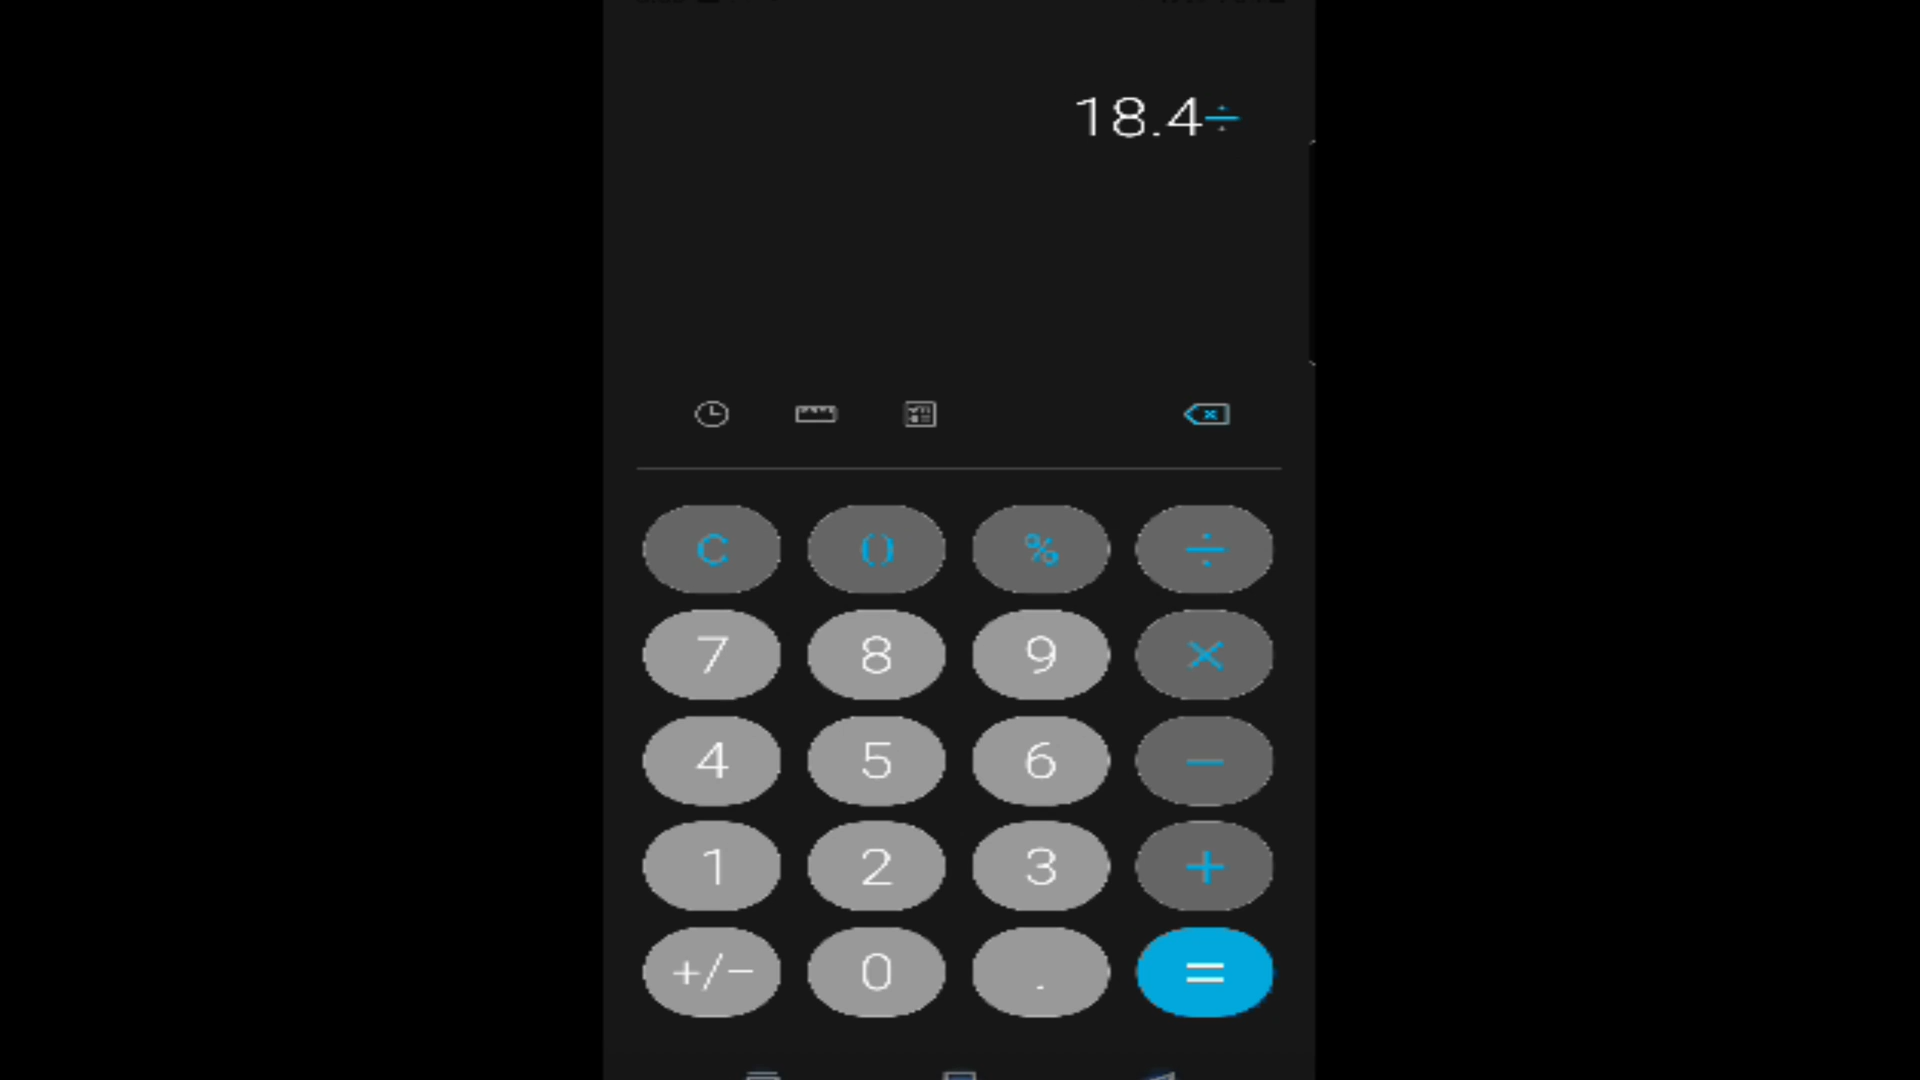 18.4÷
C () % ÷
7 8 9 ×
4 5 6 −
1 2 3 +
+/− 0 . =